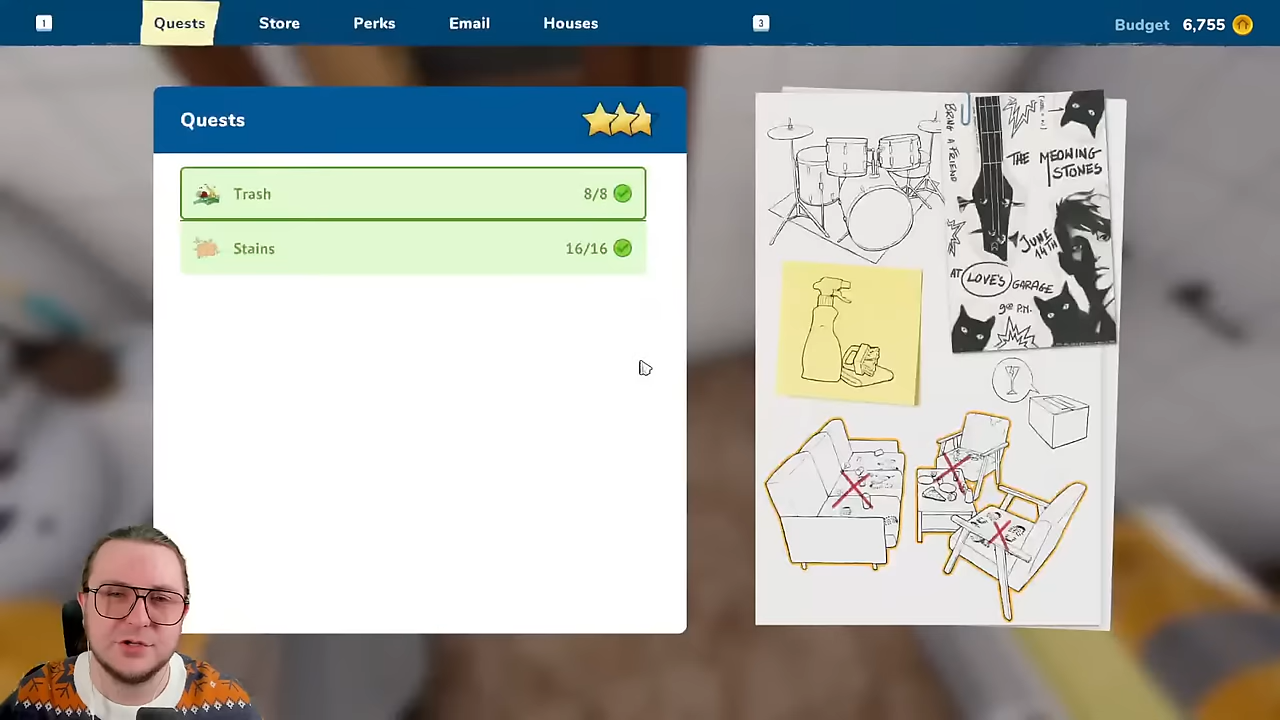 1
Quests
Store
Perks
Email
Houses
3
Budget 6,755
Quests
Trash 8/8
Stains 16/16
BRING A FRIEND
THE MEOWING
STONES
JUNE
14TH
AT LOVE'S GARAGE
9:00 P.M.